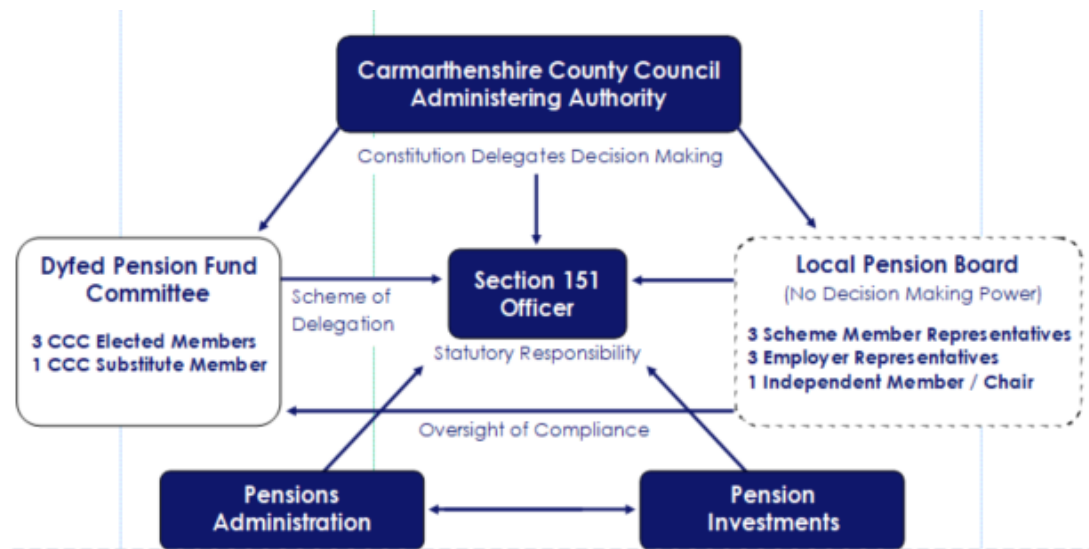 Carmarthenshire County Council
Administering Authority
Constitution Delegates Decision Making
Dyfed Pension Fund
Committee
3 CCC Elected Members
1 CCC Substitute Member
Scheme of
Delegation
Section 151
Officer
Statutory Responsibility
Local Pension Board
(No Decision Making Power)
3 Scheme Member Representatives
3 Employer Representatives
1 Independent Member / Chair
Oversight of Compliance
Pensions
Administration
Pension
Investments